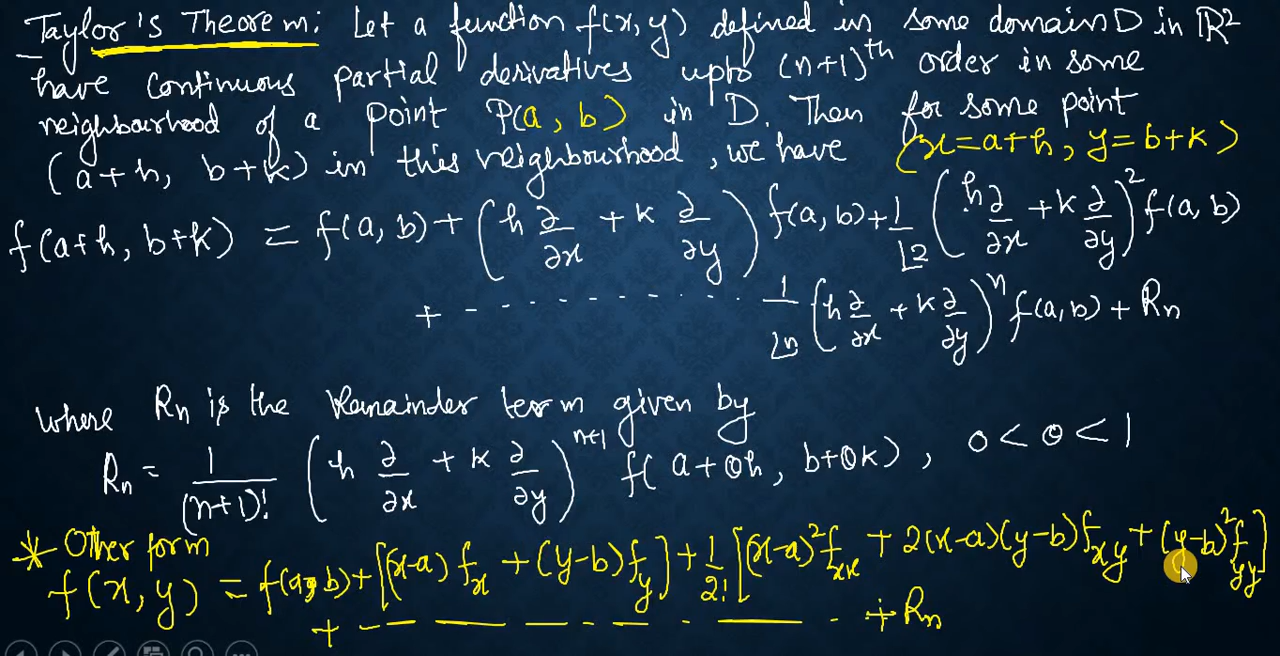 Taylor's Theorem: Let a function f(x, y) defined in some domain D in ℝ²
have continuous partial derivatives upto (n+1)ᵗʰ order in some
neighbourhood of a point P(a, b) in D. Then for some point
(a+h, b+k) in this neighbourhood, we have (x=a+h, y=b+k)
f(a+h, b+k) = f(a, b) + (h ∂/∂x + k ∂/∂y) f(a, b) + 1/⌊2 (h ∂/∂x + k ∂/∂y)² f(a, b)
+ - - - - - - - - - 1/⌊n (h ∂/∂x + k ∂/∂y)ⁿ f(a, b) + Rn
where Rn is the Remainder term given by
Rn = 1/(n+1)! (h ∂/∂x + k ∂/∂y)ⁿ⁺¹ f(a+θh, b+θk), 0 < θ < 1
* Other form
f(x, y) = f(a, b) + [(x-a) fx + (y-b) fy] + 1/2! [(x-a)² fxx + 2(x-a)(y-b) fxy + (y-b)² fyy]
+ - - - - - - - - + Rn